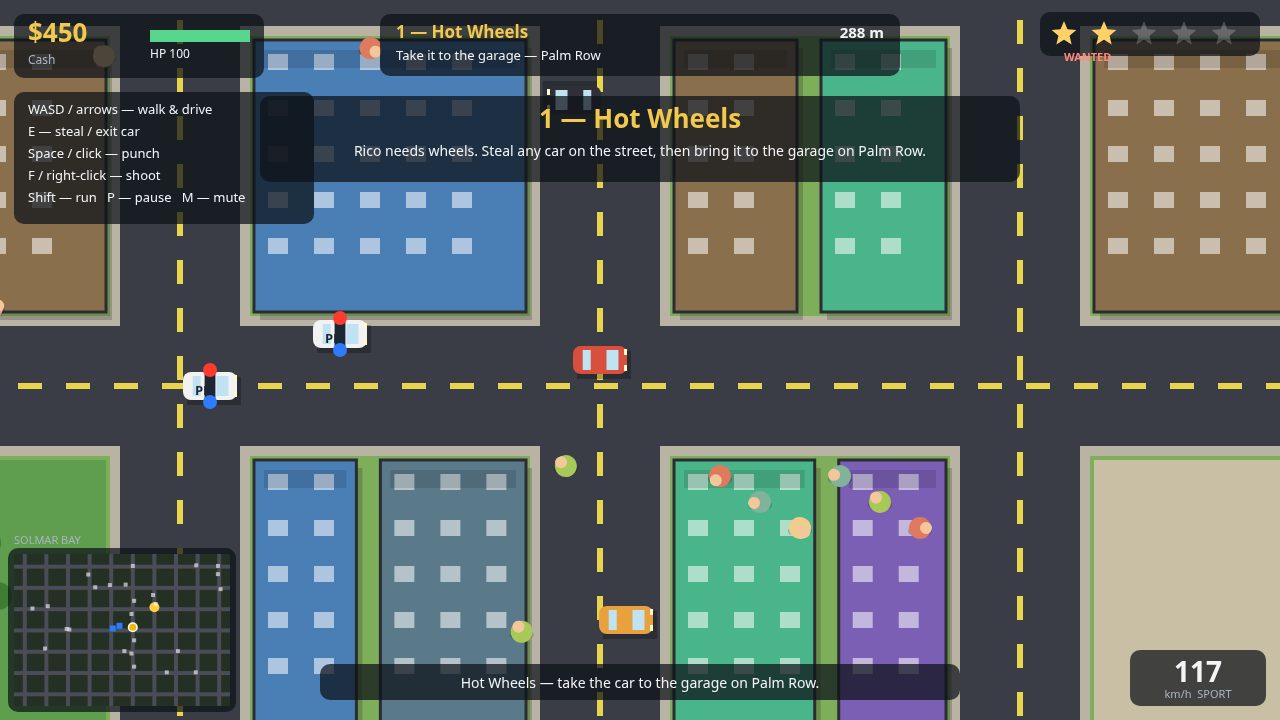 $450
Cash
HP 100
1 — Hot Wheels
288 m
Take it to the garage — Palm Row
WANTED
WASD / arrows — walk & drive
E — steal / exit car
Space / click — punch
F / right-click — shoot
Shift — run P — pause M — mute
1 — Hot Wheels
Rico needs wheels. Steal any car on the street, then bring it to the garage on Palm Row.
SOLMAR BAY
Hot Wheels — take the car to the garage on Palm Row.
117
km/h SPORT